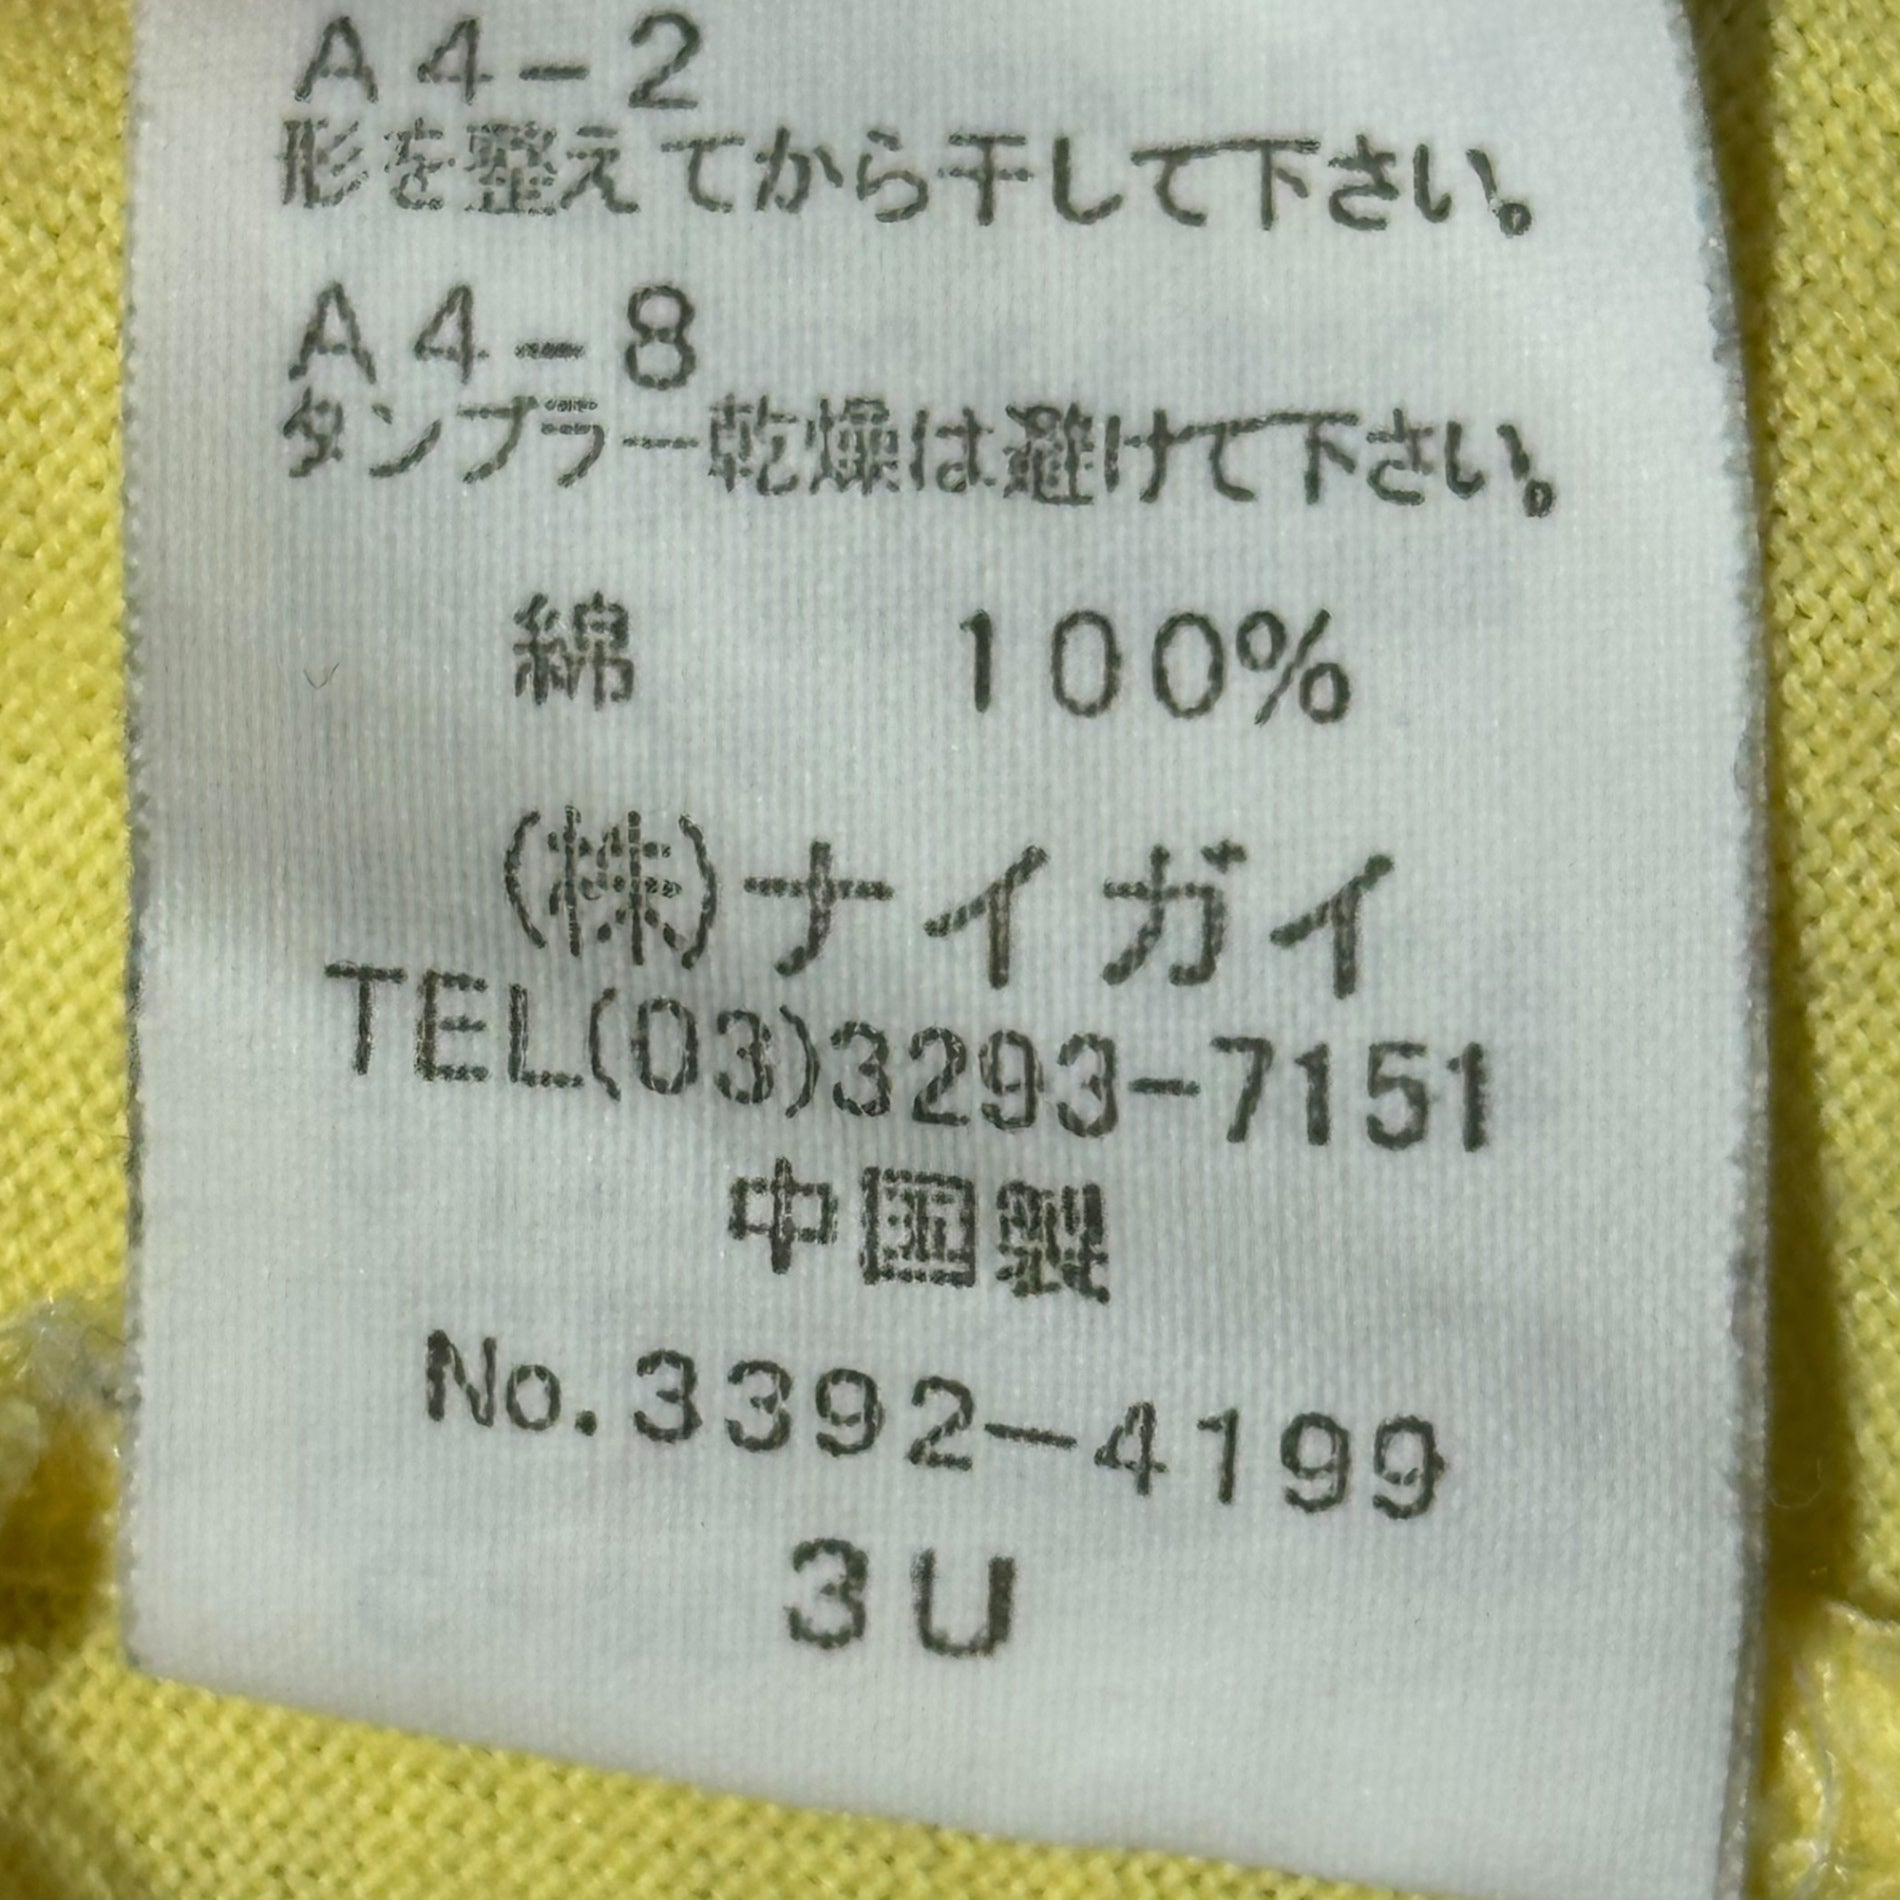 A4-2
形を整えてから干して下さい。
A4-8
タンブラー乾燥は避けて下さい。
綿 100%
(株)ナイガイ
TEL(03)3293-7151
中国製
No.3392-4199
3U